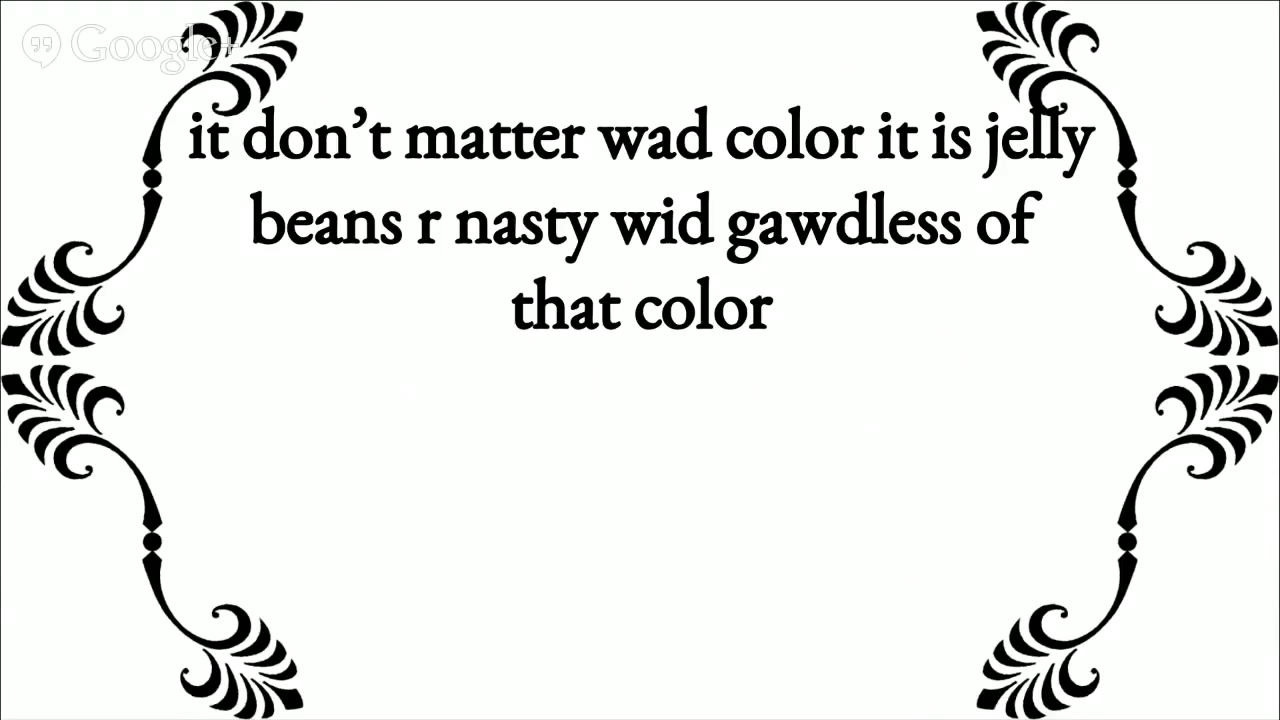 Google+
it don't matter wad color it is jelly
beans r nasty wid gawdless of
that color